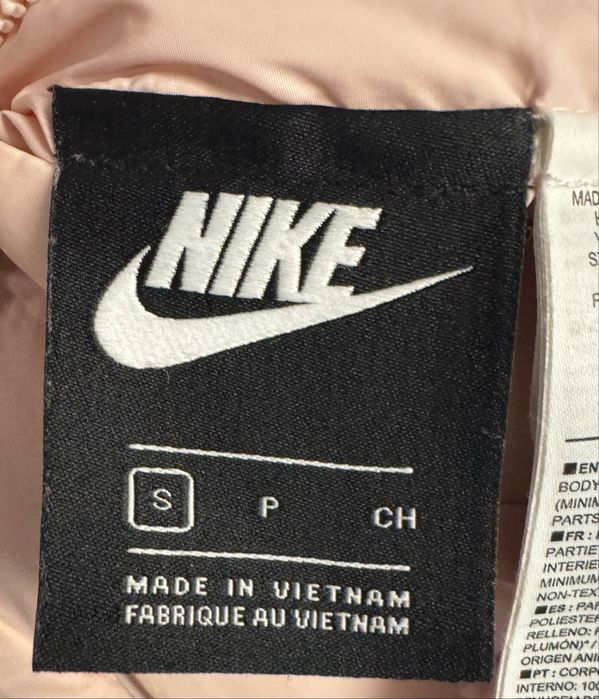 NIKE
S P CH
MADE IN VIETNAM
FABRIQUE AU VIETNAM
MAD
EN
BODY
(MINIM
PARTS
FR :
PARTIE
INTERIE
MINIMUM
NON-TEX
ES : PAR
POLIESTER
RELLENO: P
PLUMÓN)*/
ORIGEN ANI
PT : CORPO
INTERNO: 100